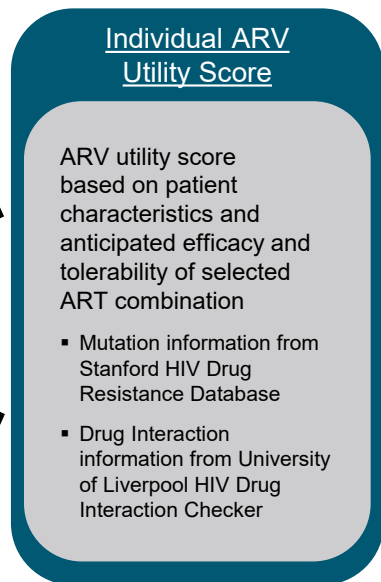 Individual ARV
Utility Score
ARV utility score
based on patient
characteristics and
anticipated efficacy and
tolerability of selected
ART combination
▪ Mutation information from
Stanford HIV Drug
Resistance Database
▪ Drug Interaction
information from University
of Liverpool HIV Drug
Interaction Checker